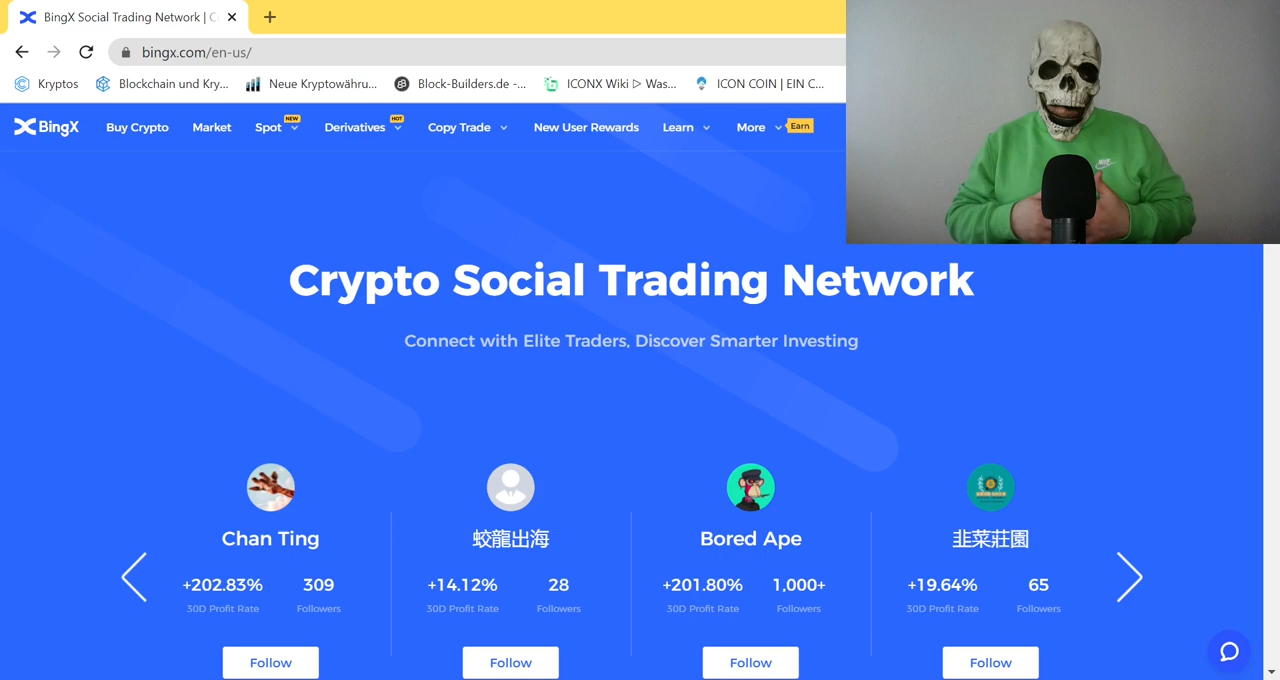 BingX Social Trading Network | C
bingx.com/en-us/
Kryptos Blockchain und Kry... Neue Kryptowähru... Block-Builders.de -... ICONX Wiki ▷ Was... ICON COIN | EIN C...
BingX Buy Crypto Market Spot NEW Derivatives HOT Copy Trade New User Rewards Learn More Earn
Crypto Social Trading Network
Connect with Elite Traders, Discover Smarter Investing
Chan Ting 蛟龍出海 Bored Ape 韭菜莊園
+202.83% 309 +14.12% 28 +201.80% 1,000+ +19.64% 65
30D Profit Rate Followers 30D Profit Rate Followers 30D Profit Rate Followers 30D Profit Rate Followers
Follow Follow Follow Follow